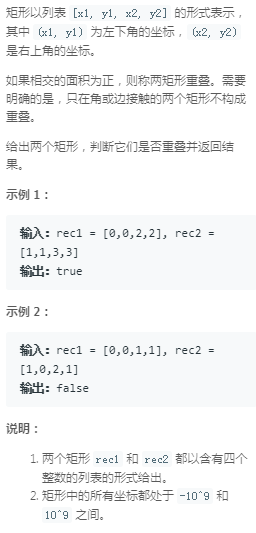 矩形以列表 [x1, y1, x2, y2] 的形式表示，
其中 (x1, y1) 为左下角的坐标，(x2, y2)
是右上角的坐标。
如果相交的面积为正，则称两矩形重叠。需要
明确的是，只在角或边接触的两个矩形不构成
重叠。
给出两个矩形，判断它们是否重叠并返回结
果。
示例 1：
输入：rec1 = [0,0,2,2], rec2 =
[1,1,3,3]
输出：true
示例 2：
输入：rec1 = [0,0,1,1], rec2 =
[1,0,2,1]
输出：false
说明：
1. 两个矩形 rec1 和 rec2 都以含有四个
整数的列表的形式给出。
2. 矩形中的所有坐标都处于 -10^9 和
10^9 之间。